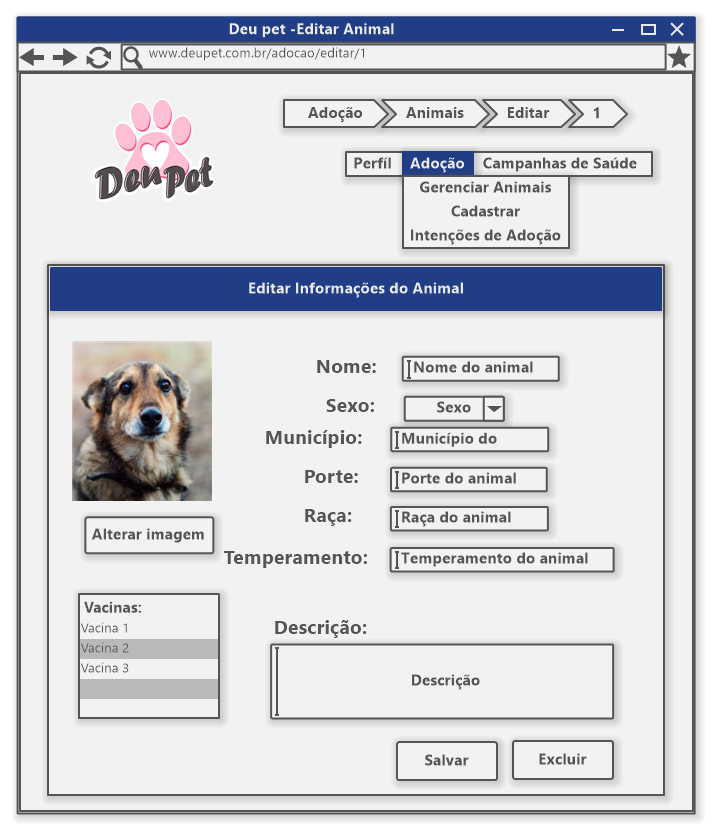 Deu pet -Editar Animal
www.deupet.com.br/adocao/editar/1
Adoção Animais Editar 1
Deu Pet
Perfíl Adoção Campanhas de Saúde
Gerenciar Animais
Cadastrar
Intenções de Adoção
Editar Informações do Animal
Nome: Nome do animal
Sexo: Sexo
Município: Município do
Porte: Porte do animal
Raça: Raça do animal
Alterar imagem
Temperamento: Temperamento do animal
Vacinas:
Vacina 1
Vacina 2
Vacina 3
Descrição:
Descrição
Salvar Excluir